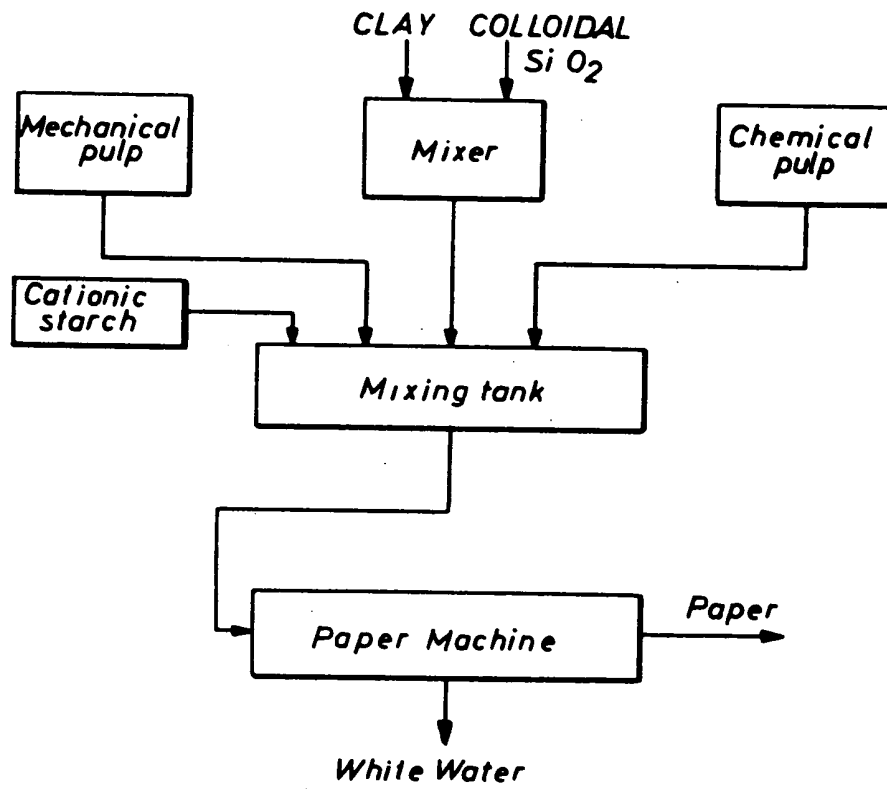 CLAY COLLOIDAL
Si O2
Mechanical
pulp
Mixer
Chemical
pulp
Cationic
starch
Mixing tank
Paper Machine
Paper
White Water